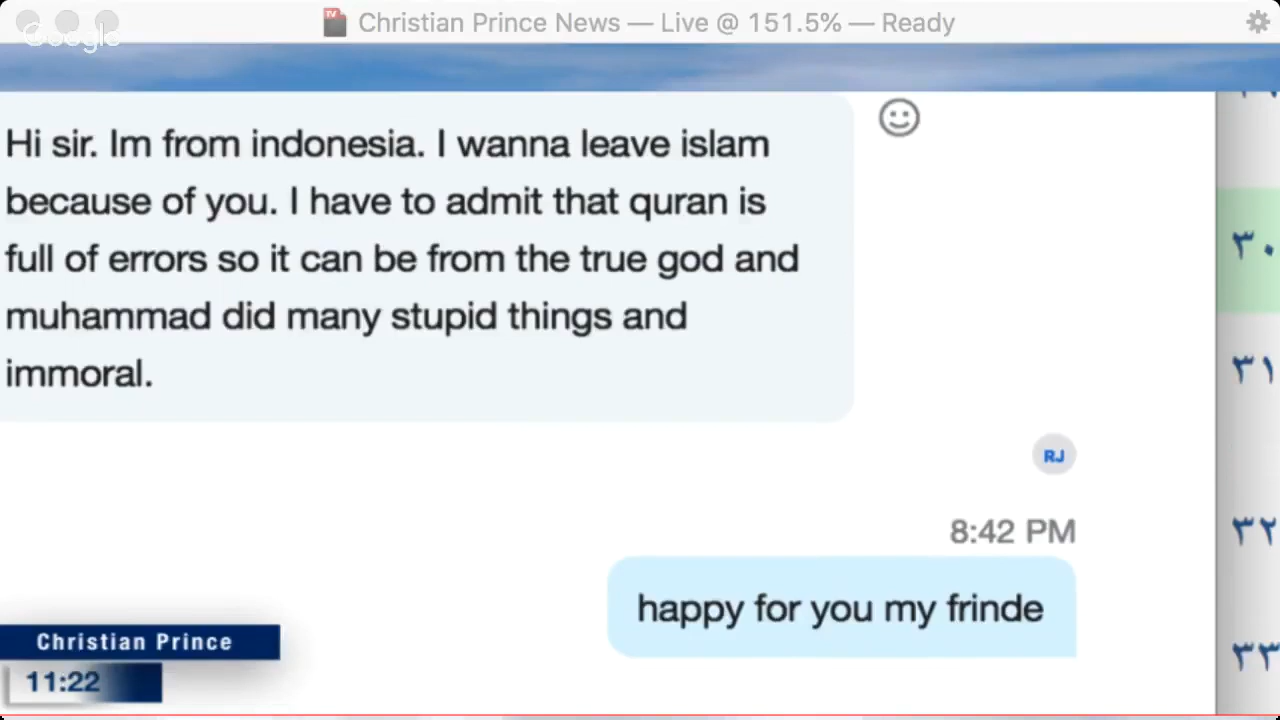 Google
TV
Christian Prince News — Live @ 151.5% — Ready
Hi sir. Im from indonesia. I wanna leave islam
because of you. I have to admit that quran is
full of errors so it can be from the true god and
muhammad did many stupid things and
immoral.
RJ
8:42 PM
happy for you my frinde
Christian Prince
11:22
٣٠
٣١
٣٢
٣٣